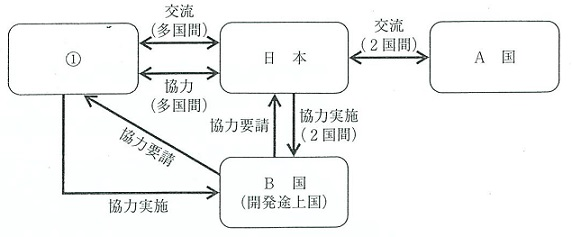 交流
(多国間)
①
日本
交流
(2国間)
A国
協力
(多国間)
協力要請
協力要請
協力実施
(2国間)
B国
(開発途上国)
協力実施